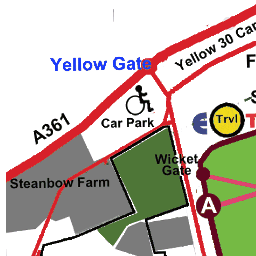 Yellow 30 Car
Yellow Gate
F
A361
Car Park
E
Trvl
T
Wicket
Gate
Steanbow Farm
A